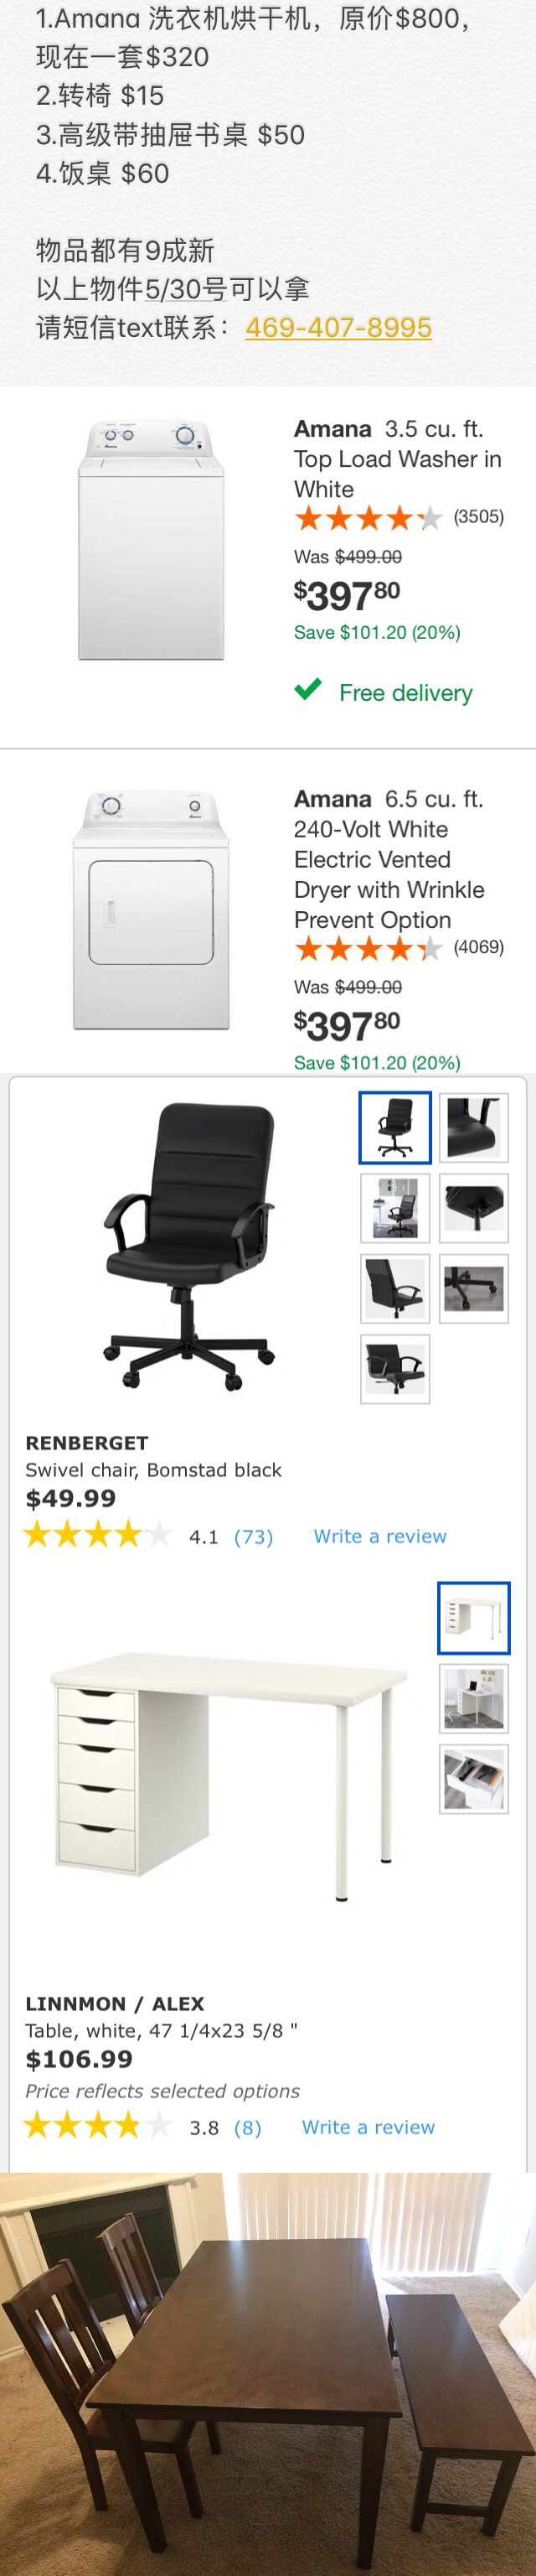 1.Amana 洗衣机烘干机，原价$800，
现在一套$320
2.转椅 $15
3.高级带抽屉书桌 $50
4.饭桌 $60
物品都有9成新
以上物件5/30号可以拿
请短信text联系：469-407-8995
Amana 3.5 cu. ft.
Top Load Washer in
White
(3505)
Was $499.00
$39780
Save $101.20 (20%)
Free delivery
Amana 6.5 cu. ft.
240-Volt White
Electric Vented
Dryer with Wrinkle
Prevent Option
(4069)
Was $499.00
$39780
Save $101.20 (20%)
RENBERGET
Swivel chair, Bomstad black
$49.99
4.1 (73) Write a review
LINNMON / ALEX
Table, white, 47 1/4x23 5/8 "
$106.99
Price reflects selected options
3.8 (8) Write a review